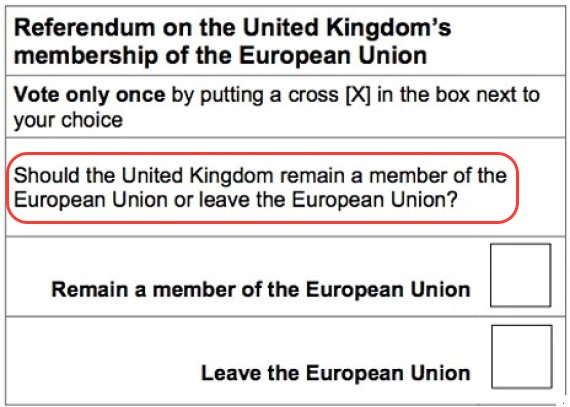 Referendum on the United Kingdom’s
membership of the European Union
Vote only once by putting a cross [X] in the box next to
your choice
Should the United Kingdom remain a member of the
European Union or leave the European Union?
Remain a member of the European Union
Leave the European Union